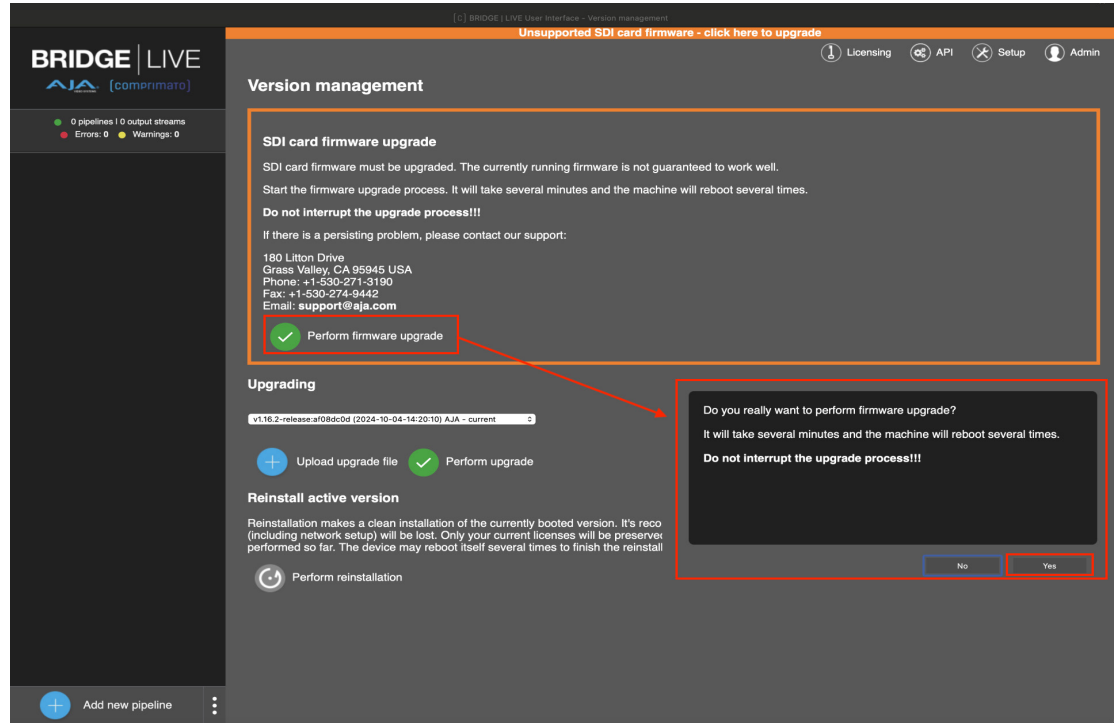 [C] BRIDGE | LIVE User Interface - Version management
Unsupported SDI card firmware - click here to upgrade
BRIDGE | LIVE
AJA [comprimato]
Licensing
API
Setup
Admin
0 pipelines | 0 output streams
Errors: 0 Warnings: 0
Version management
SDI card firmware upgrade
SDI card firmware must be upgraded. The currently running firmware is not guaranteed to work well.
Start the firmware upgrade process. It will take several minutes and the machine will reboot several times.
Do not interrupt the upgrade process!!!
If there is a persisting problem, please contact our support:
180 Litton Drive
Grass Valley, CA 95945 USA
Phone: +1-530-271-3190
Fax: +1-530-274-9442
Email: support@aja.com
Perform firmware upgrade
Upgrading
v1.16.2-release:af08dc0d (2024-10-04-14:20:10) AJA - current
Upload upgrade file
Perform upgrade
Reinstall active version
Reinstallation makes a clean installation of the currently booted version. It's reco
(including network setup) will be lost. Only your current licenses will be preserve
performed so far. The device may reboot itself several times to finish the reinstall
Perform reinstallation
Do you really want to perform firmware upgrade?
It will take several minutes and the machine will reboot several times.
Do not interrupt the upgrade process!!!
No
Yes
Add new pipeline